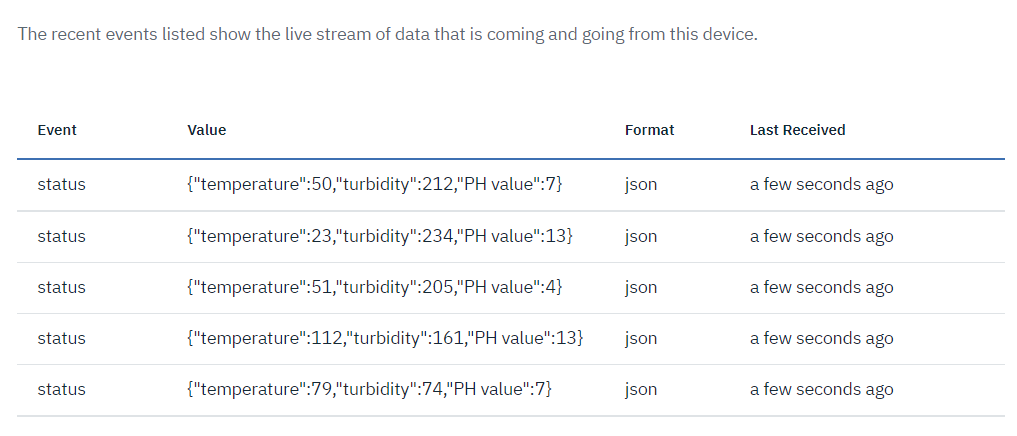 The recent events listed show the live stream of data that is coming and going from this device.
Event Value Format Last Received
status {"temperature":50,"turbidity":212,"PH value":7} json a few seconds ago
status {"temperature":23,"turbidity":234,"PH value":13} json a few seconds ago
status {"temperature":51,"turbidity":205,"PH value":4} json a few seconds ago
status {"temperature":112,"turbidity":161,"PH value":13} json a few seconds ago
status {"temperature":79,"turbidity":74,"PH value":7} json a few seconds ago